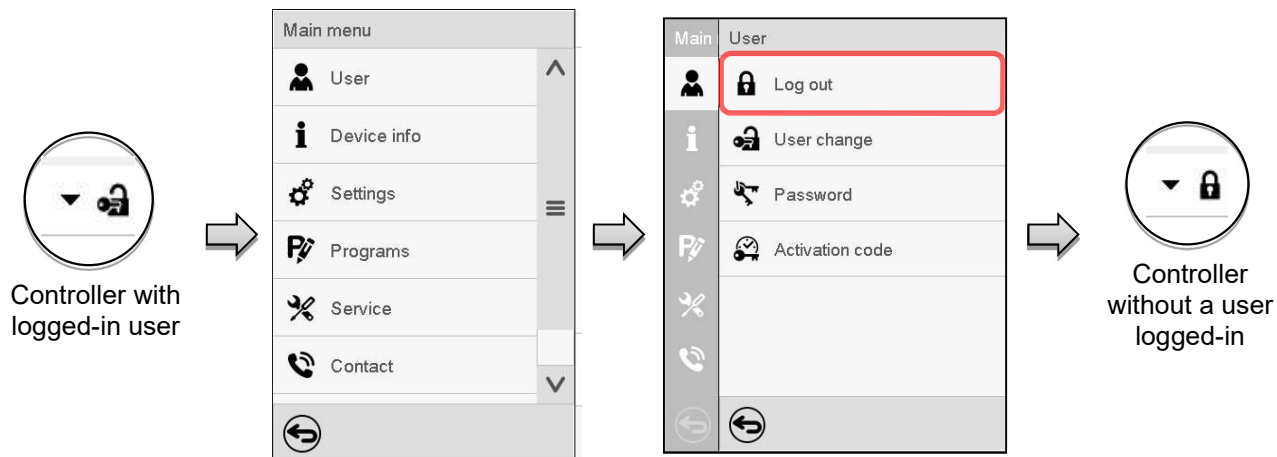 Controller with
logged-in user
Main menu
User
Device info
Settings
Programs
Service
Contact
Main
User
Log out
User change
Password
Activation code
Controller
without a user
logged-in